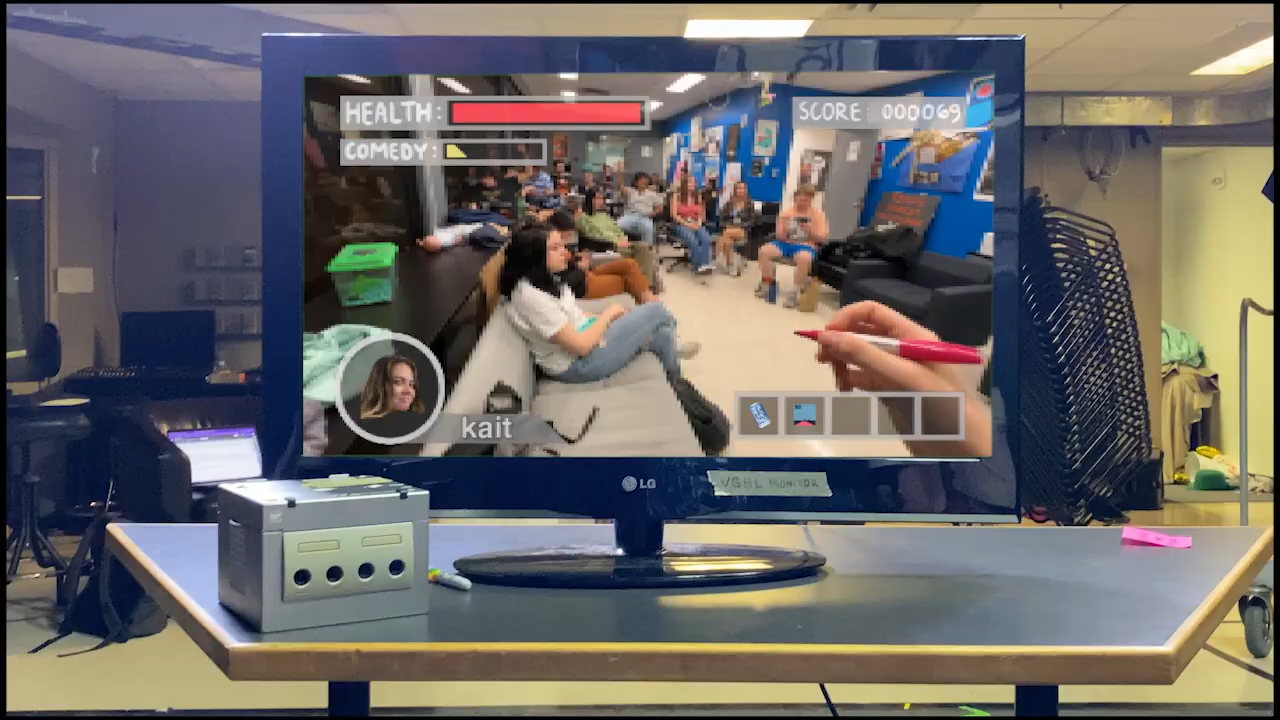 HEALTH:
SCORE: 000069
COMEDY:
kait
LG
VGBL MONITOR